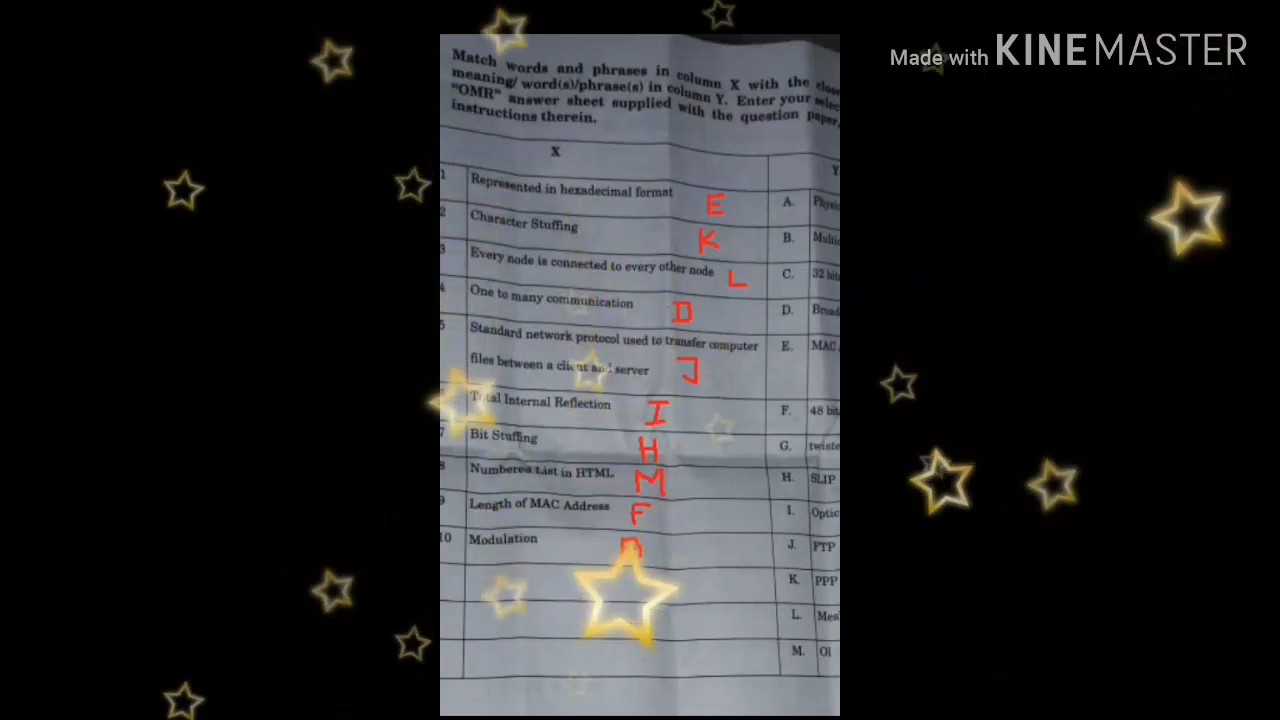 Made with KINEMASTER
Match words and phrases in column X with the
meaning/ word(s)/phrase(s) in column Y. Enter your
"OMR" answer sheet supplied with the question paper,
instructions therein.
X
Y
1 Represented in hexadecimal format E A.
2 Character Stuffing K B.
3 Every node is connected to every other node L C. 32
4 One to many communication D.
5 Standard network protocol used to transfer computer E. MAC
files between a client and server J
Total Internal Reflection I F. 48
7 Bit Stuffing H G.
8 Numbered List in HTML M H. SLIP
9 Length of MAC Address F I.
10 Modulation J. FTP
K. PPP
L.
M. Ol